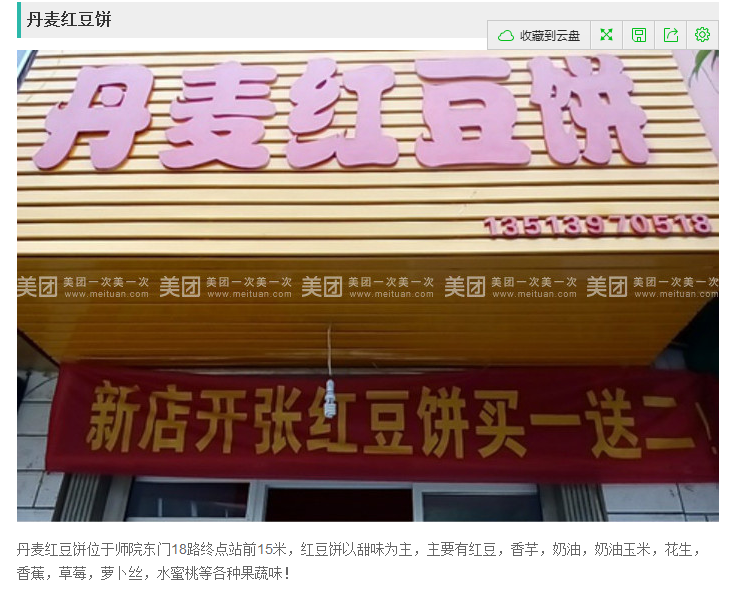 丹麦红豆饼
收藏到云盘
丹麦红豆饼
13513970518
美团 美团一次美一次 www.meituan.com 美团 美团一次美一次 www.meituan.com 美团 美团一次美一次 www.meituan.com 美团 美团一次美一次 www.meituan.com 美团 美团一次美一次 www.meituan.com
新店开张红豆饼买一送二!
丹麦红豆饼位于师院东门18路终点站前15米，红豆饼以甜味为主，主要有红豆，香芋，奶油，奶油玉米，花生，
香蕉，草莓，萝卜丝，水蜜桃等各种果蔬味！